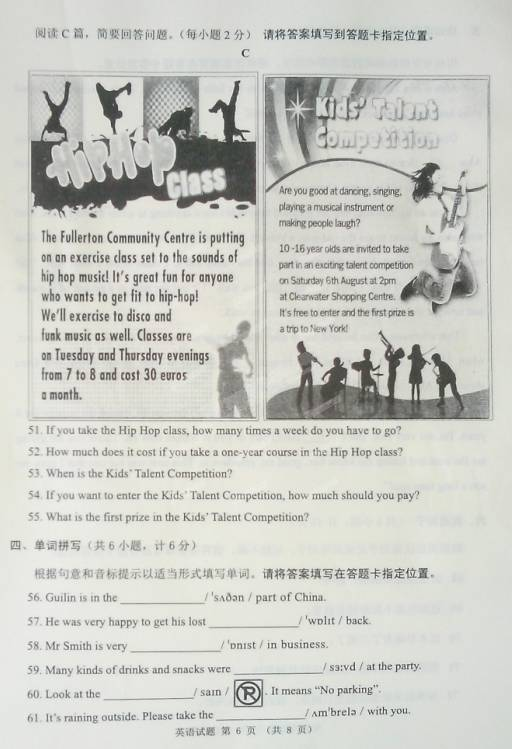 阅读 C 篇，简要回答问题。（每小题 2 分） 请将答案填写到答题卡指定位置。
C
HipHop
Class
The Fullerton Community Centre is putting
on an exercise class set to the sounds of
hip hop music! It's great fun for anyone
who wants to get fit to hip-hop!
We'll exercise to disco and
funk music as well. Classes are
on Tuesday and Thursday evenings
from 7 to 8 and cost 30 euros
a month.
Kids' Talent
Competition
Are you good at dancing, singing,
playing a musical instrument or
making people laugh?
10 -16 year olds are invited to take
part in an exciting talent competition
on Saturday 6th August at 2pm
at Clearwater Shopping Centre.
It's free to enter and the first prize is
a trip to New York!
51. If you take the Hip Hop class, how many times a week do you have to go?
52. How much does it cost if you take a one-year course in the Hip Hop class?
53. When is the Kids' Talent Competition?
54. If you want to enter the Kids' Talent Competition, how much should you pay?
55. What is the first prize in the Kids' Talent Competition?
四、单词拼写（共 6 小题，计 6 分）
根据句意和音标提示以适当形式填写单词。请将答案填写在答题卡指定位置。
56. Guilin is in the ____________/ ˈsʌðən / part of China.
57. He was very happy to get his lost ____________/ ˈwɒlɪt / back.
58. Mr Smith is very ____________/ ˈɒnɪst / in business.
59. Many kinds of drinks and snacks were ____________/ sɜːvd / at the party.
60. Look at the ____________/ saɪn / P . It means "No parking".
61. It's raining outside. Please take the ____________/ ʌmˈbrelə / with you.
英语试题 第 6 页 （共 8 页）